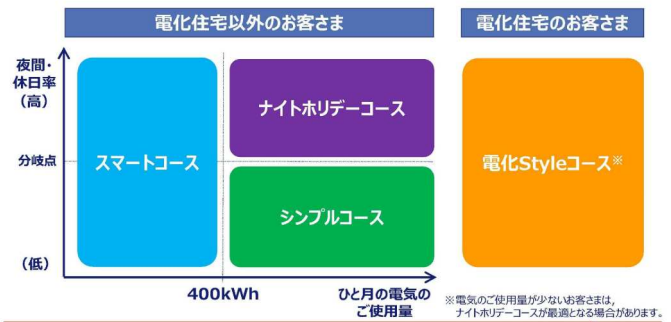 電化住宅以外のお客さま
電化住宅のお客さま
夜間・
休日率
（高）
ナイトホリデーコース
分岐点
スマートコース
電化Styleコース※
シンプルコース
（低）
400kWh
ひと月の電気の
ご使用量
※電気のご使用量が少ないお客さまは，
ナイトホリデーコースが最適となる場合があります。